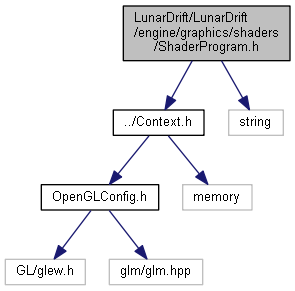 LunarDrift/LunarDrift
/engine/graphics/shaders
/ShaderProgram.h
../Context.h
string
OpenGLConfig.h
memory
GL/glew.h
glm/glm.hpp